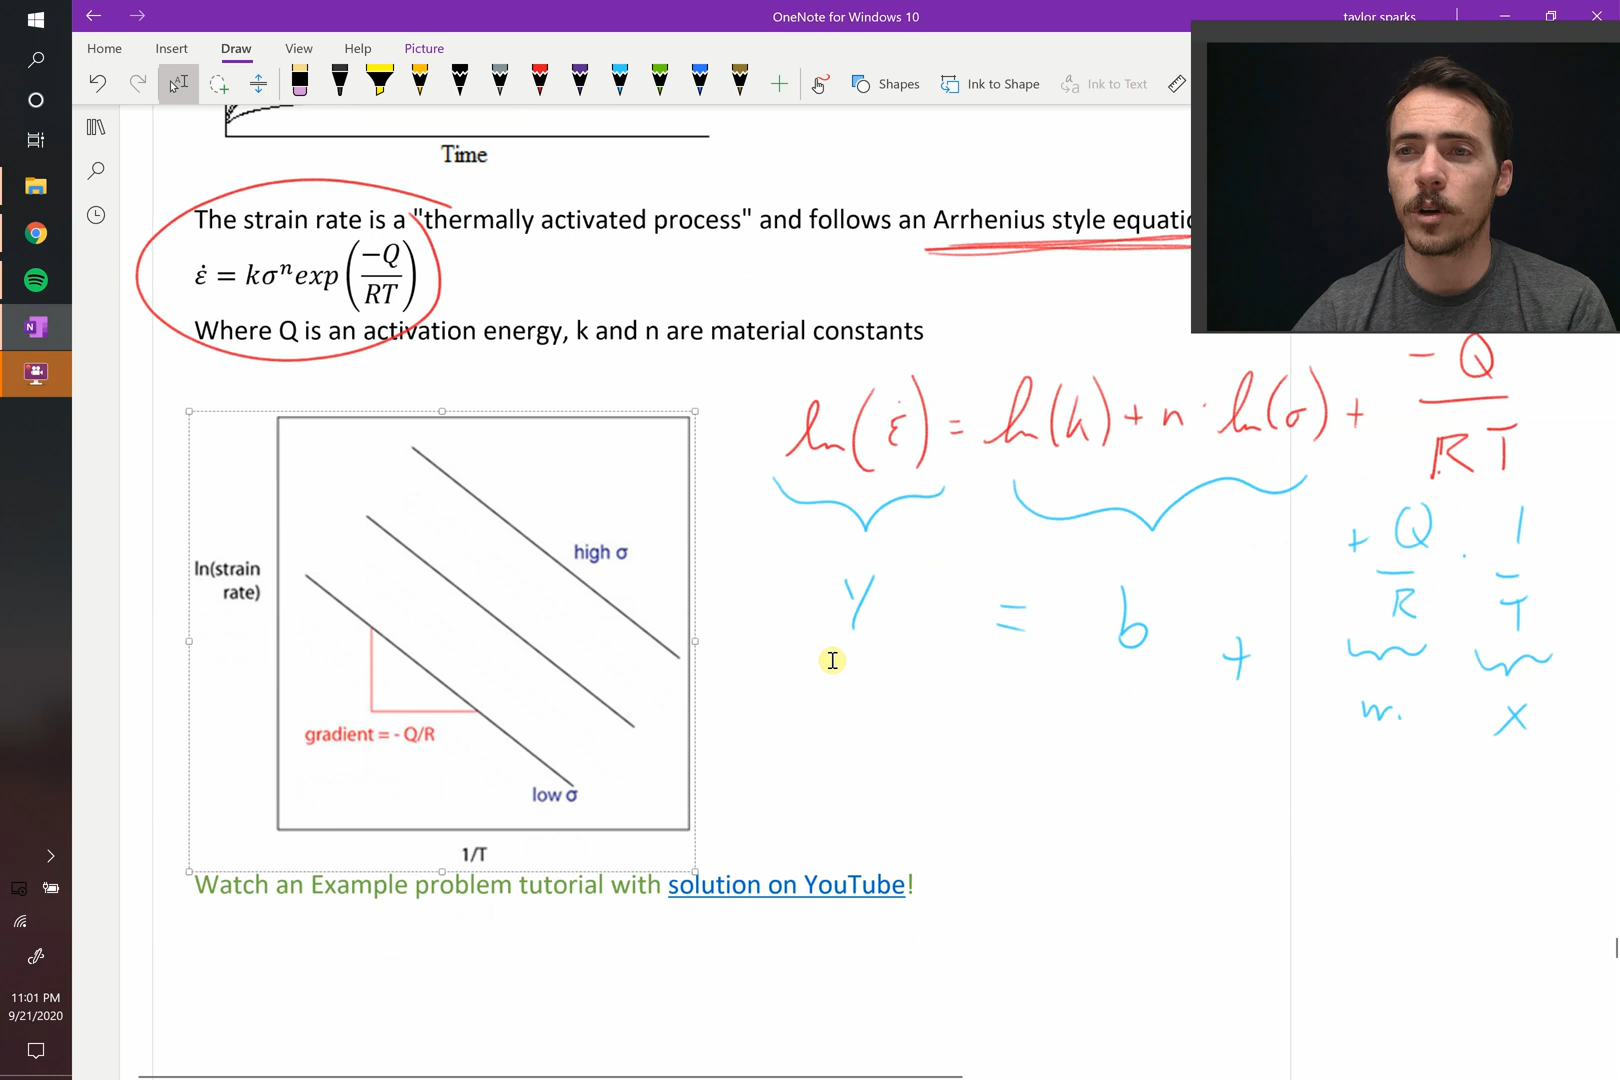 OneNote for Windows 10
taylor sparks
Home Insert Draw View Help Picture
Shapes Ink to Shape Ink to Text
Time
The strain rate is a "thermally activated process" and follows an Arrhenius style equatio
ε̇ = kσⁿexp(−Q/RT)
Where Q is an activation energy, k and n are material constants
ln(ε̇) = ln(k) + n · ln(σ) + −Q/RT
+ Q/R · 1/T
y = b + m. x
high σ
ln(strain
rate)
gradient = - Q/R
low σ
1/T
Watch an Example problem tutorial with solution on YouTube!
11:01 PM
9/21/2020